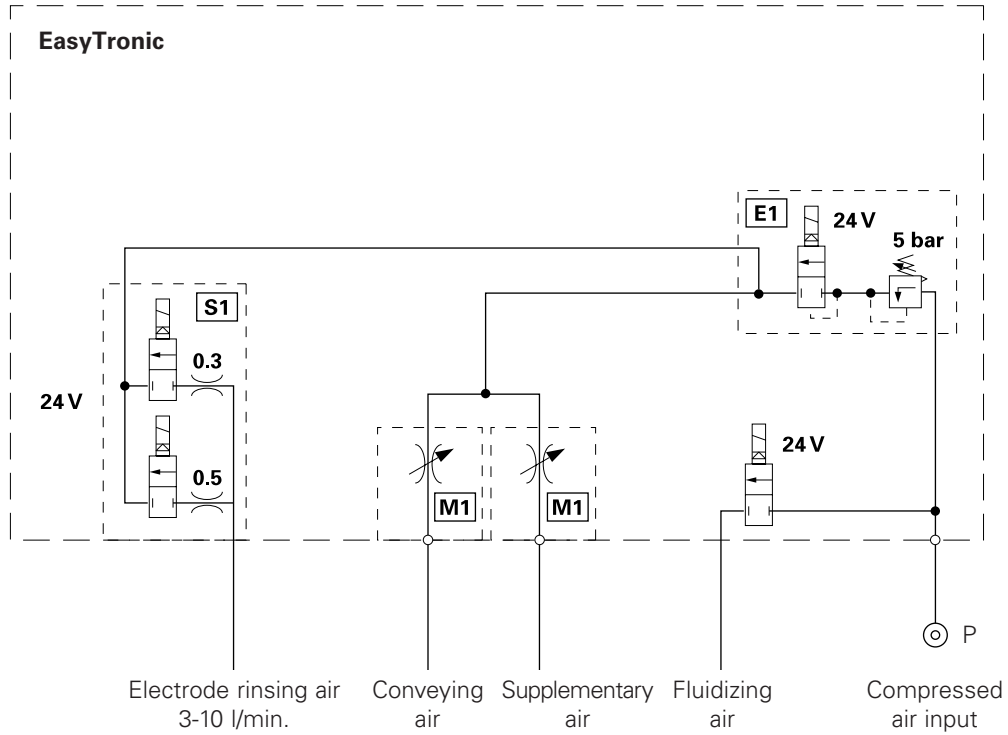 EasyTronic
E1
24 V
5 bar
S1
0.3
24 V
0.5
24 V
M1
M1
P
Electrode rinsing air
3-10 l/min.
Conveying
air
Supplementary
air
Fluidizing
air
Compressed
air input